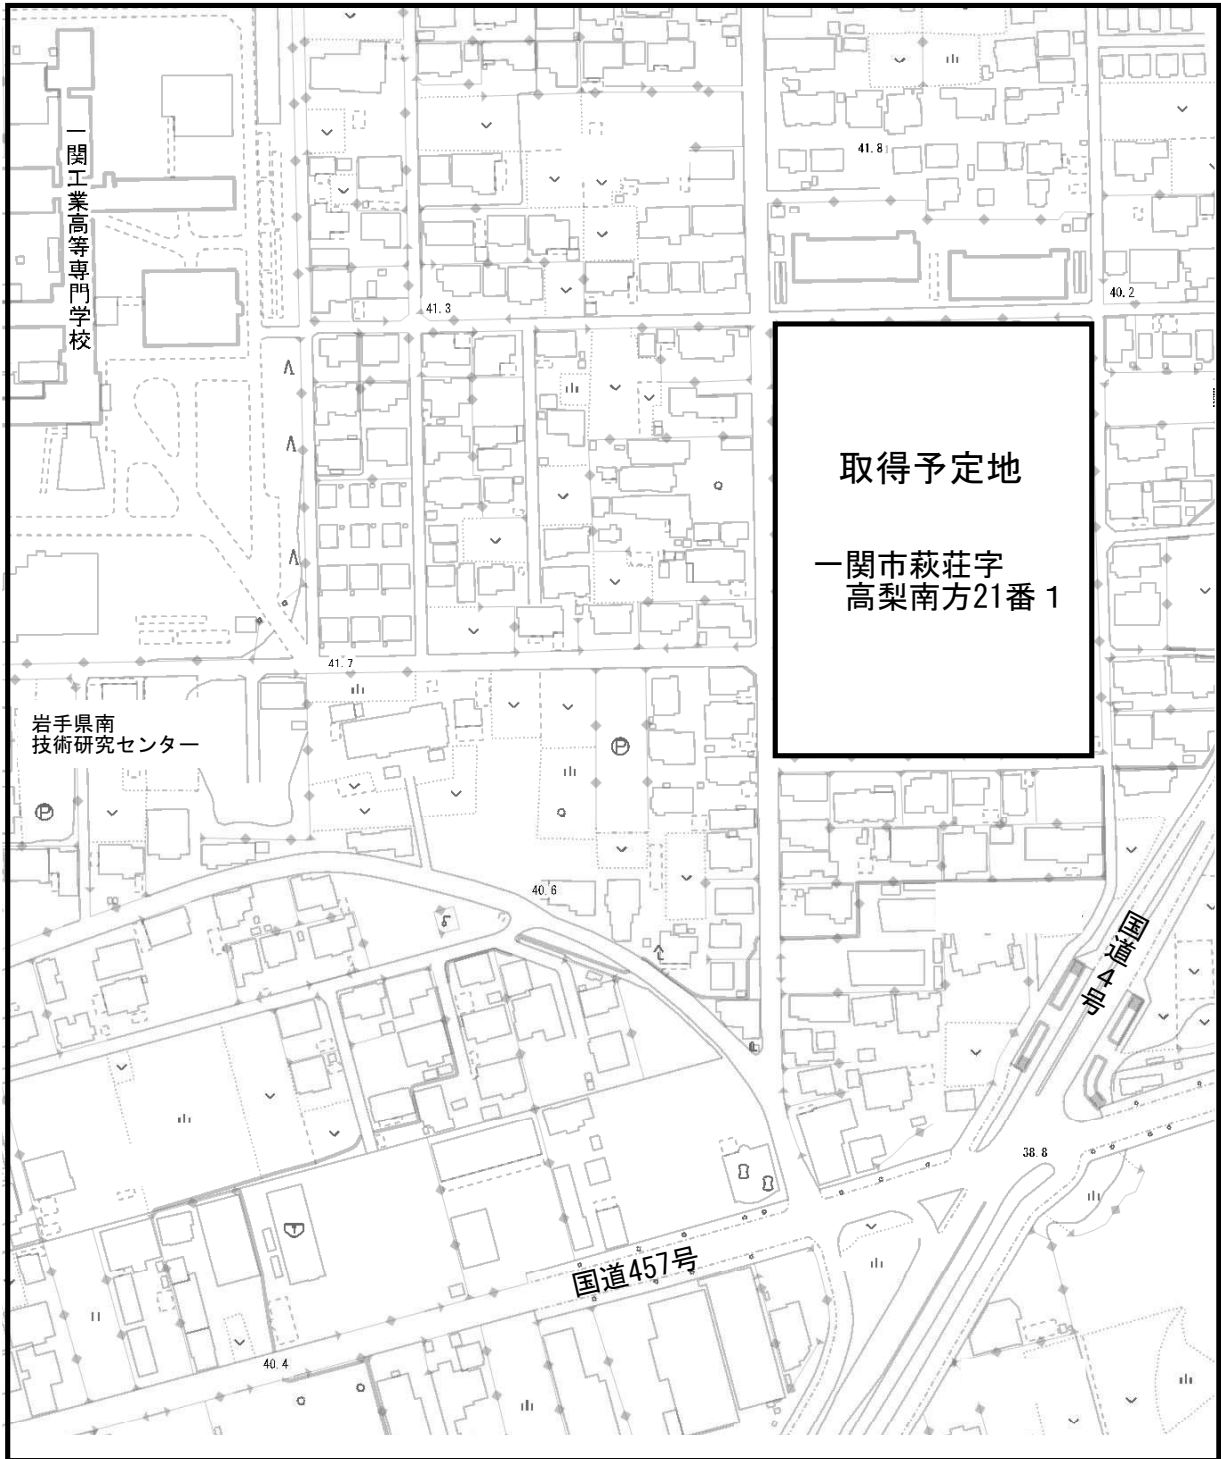 一関工業高等専門学校
41.8
40.2
41.3
取得予定地
一関市萩荘字
高梨南方21番1
41.7
岩手県南
技術研究センター
P
P
40.6
国道4号
38.8
国道457号
40.4